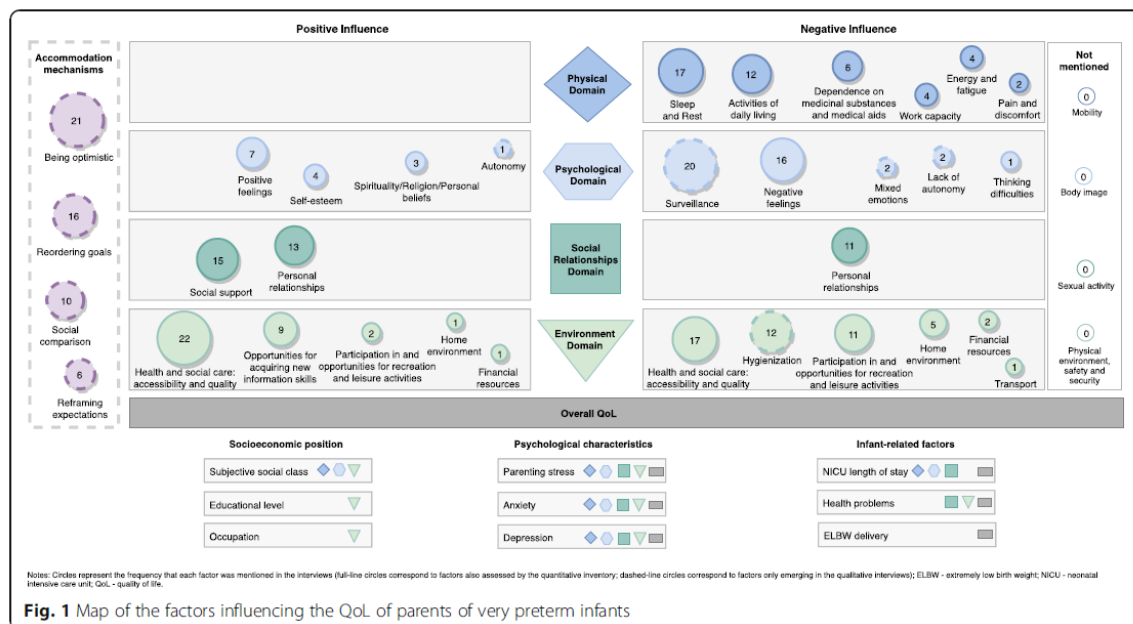 Positive Influence
Negative Influence
Accommodation
mechanisms
21
Being optimistic
16
Reordering goals
10
Social
comparison
6
Reframing
expectations
Physical
Domain
17
Sleep
and Rest
12
Activities of
daily living
6
Dependence on
medicinal substances
and medical aids
4
Work capacity
4
Energy and
fatigue
2
Pain and
discomfort
Not
mentioned
0
Mobility
7
Positive
feelings
4
Self-esteem
3
Spirituality/Religion/Personal
beliefs
1
Autonomy
Psychological
Domain
20
Surveillance
16
Negative
feelings
2
Mixed
emotions
2
Lack of
autonomy
1
Thinking
difficulties
0
Body image
15
Social support
13
Personal
relationships
Social
Relationships
Domain
11
Personal
relationships
0
Sexual activity
22
Health and social care:
accessibility and quality
9
Opportunities for
acquiring new
information skills
2
Participation in and
opportunities for recreation
and leisure activities
1
Home
environment
1
Financial
resources
Environment
Domain
17
Health and social care:
accessibility and quality
12
Hygienization
11
Participation in and
opportunities for recreation
and leisure activities
5
Home
environment
2
Financial
resources
1
Transport
0
Physical
environment,
safety and
security
Overall QoL
Socioeconomic position
Subjective social class
Educational level
Occupation
Psychological characteristics
Parenting stress
Anxiety
Depression
Infant-related factors
NICU length of stay
Health problems
ELBW delivery
Notes: Circles represent the frequency that each factor was mentioned in the interviews (full-line circles correspond to factors also assessed by the quantitative inventory; dashed-line circles correspond to factors only emerging in the qualitative interviews); ELBW - extremely low birth weight; NICU - neonatal
intensive care unit; QoL - quality of life.
Fig. 1 Map of the factors influencing the QoL of parents of very preterm infants